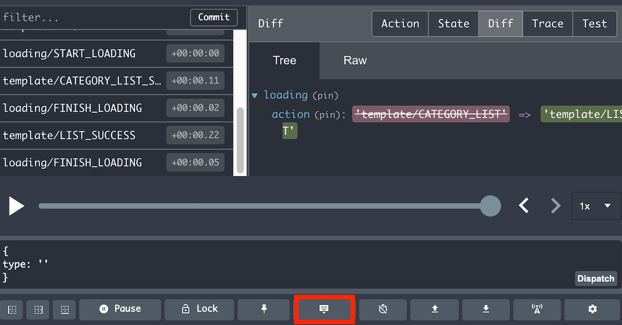 filter...
Commit
Diff
Action
State
Diff
Trace
Test
loading/START_LOADING +00:00:00
template/CATEGORY_LIST_S... +00:00.11
loading/FINISH_LOADING +00:00.02
template/LIST_SUCCESS +00:00.22
loading/FINISH_LOADING +00:00.05
Tree
Raw
loading (pin)
action (pin): 'template/CATEGORY_LIST' => 'template/LIS
T'
1x
{
type: ''
}
Dispatch
Pause
Lock